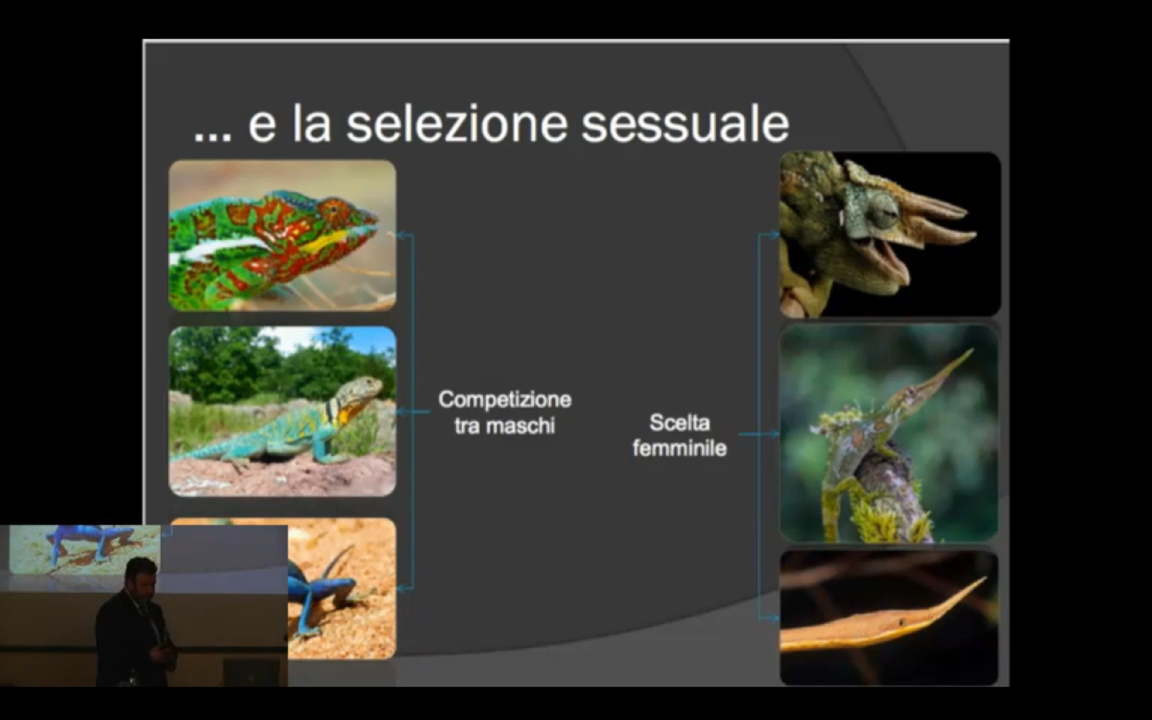 ... e la selezione sessuale
Competizione
tra maschi
Scelta
femminile